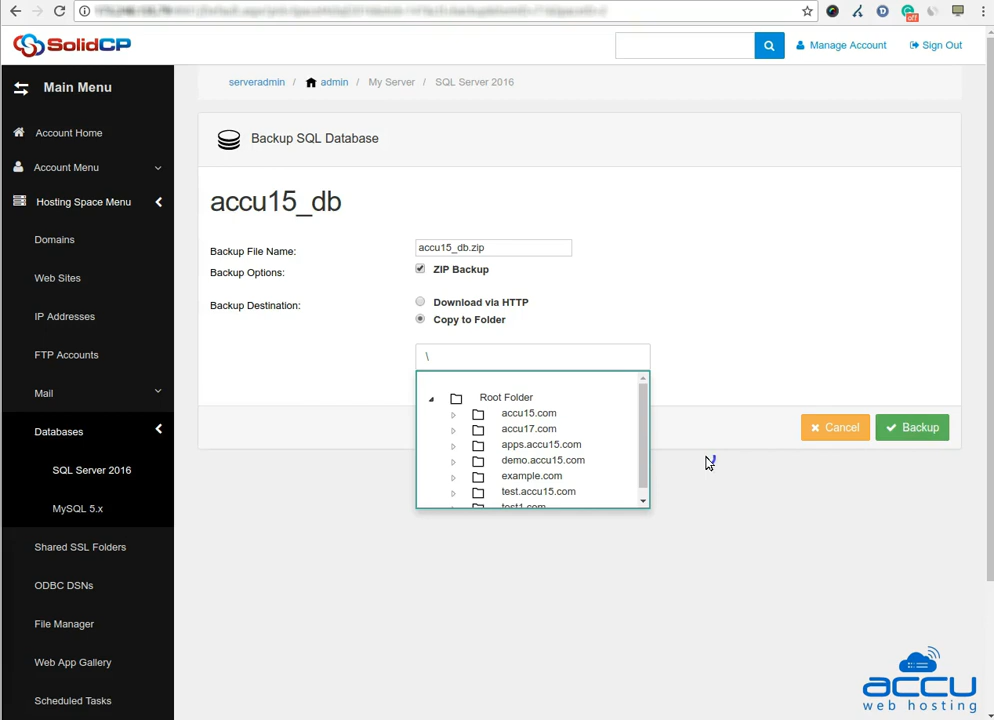 SolidCP
Manage Account
Sign Out
Main Menu
serveradmin / admin / My Server / SQL Server 2016
Account Home
Account Menu
Hosting Space Menu
Domains
Web Sites
IP Addresses
FTP Accounts
Mail
Databases
SQL Server 2016
MySQL 5.x
Shared SSL Folders
ODBC DSNs
File Manager
Web App Gallery
Scheduled Tasks
Backup SQL Database
accu15_db
Backup File Name: accu15_db.zip
Backup Options: ZIP Backup
Backup Destination: Download via HTTP
Copy to Folder
\
Root Folder
accu15.com
accu17.com
apps.accu15.com
demo.accu15.com
example.com
test.accu15.com
test1.com
Cancel
Backup
accu
web hosting
off